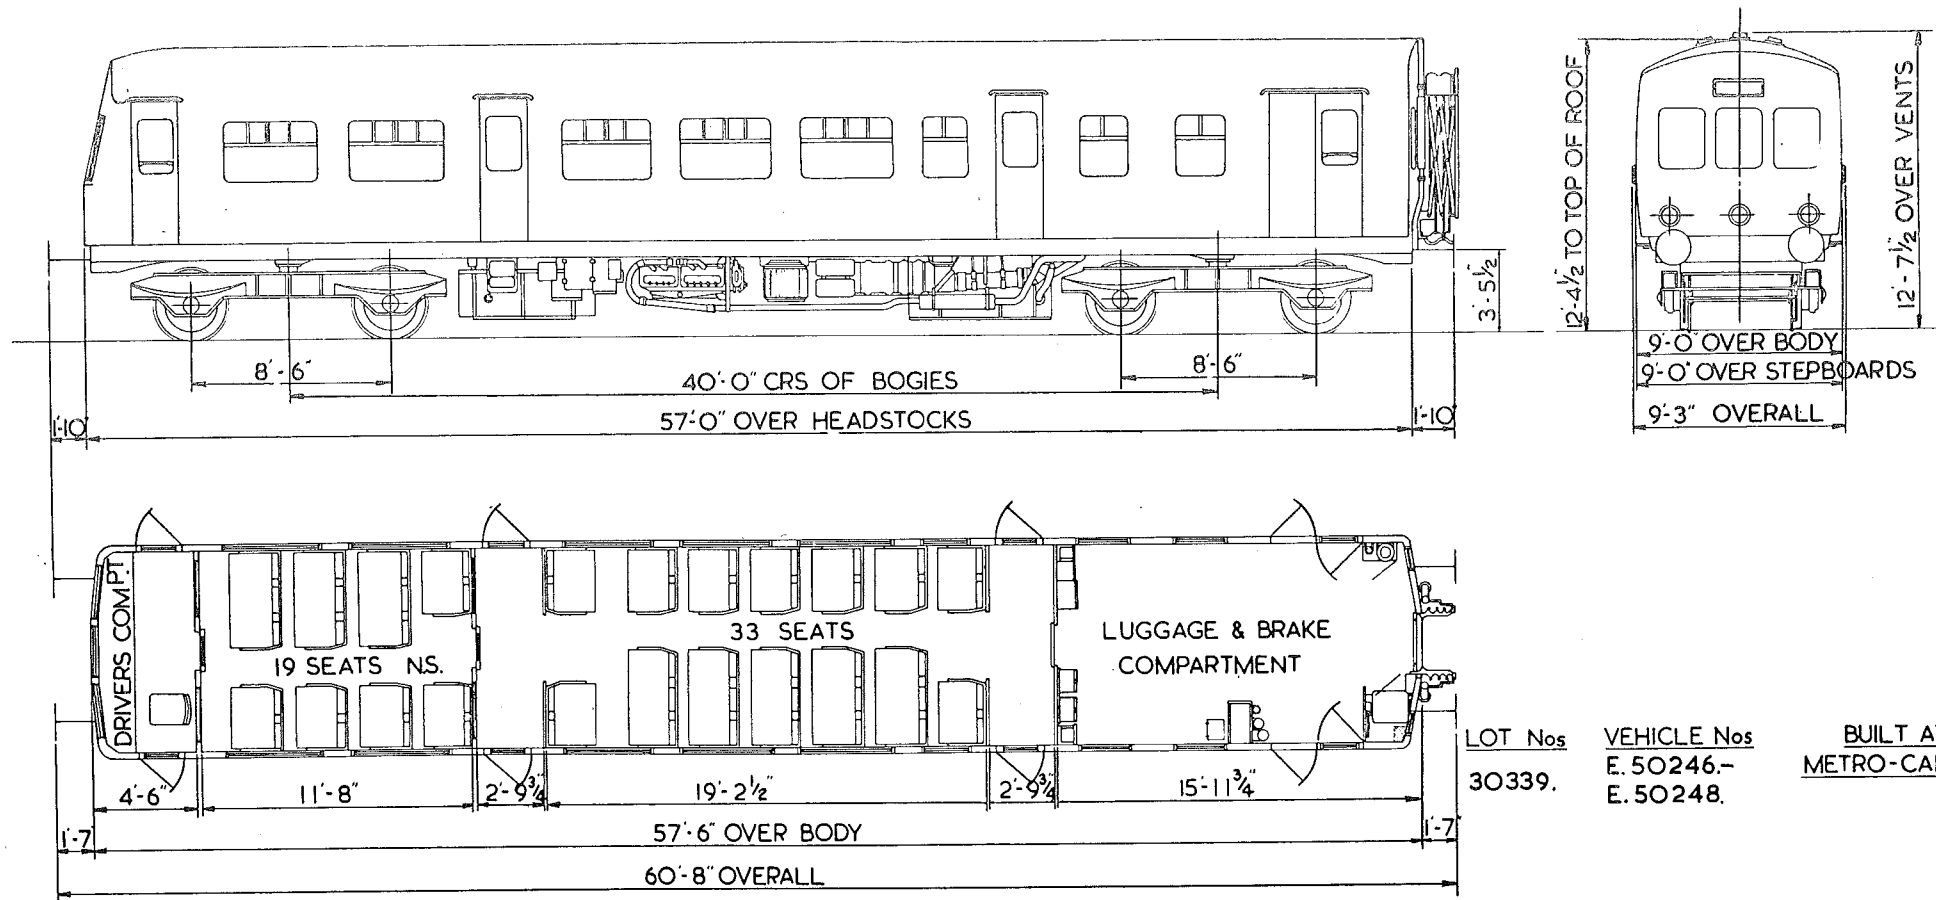 12'-4½" TO TOP OF ROOF
12'-7½" OVER VENTS
3'-5½"
8'-6"
40'-0" CRS OF BOGIES
8'-6"
57'-0" OVER HEADSTOCKS
1'-10
1'-10
9'-0" OVER BODY
9'-0" OVER STEPBOARDS
9'-3" OVERALL
DRIVERS COMPT.
19 SEATS N.S.
33 SEATS
LUGGAGE & BRAKE
COMPARTMENT
4'-6"
11'-8"
2'-9¾"
19'-2½"
2'-9¾"
15'-11¾"
1'-7
57'-6" OVER BODY
1'-7"
60'-8" OVERALL
LOT Nos
30339.
VEHICLE Nos
E. 50246.-
E. 50248.
BUILT AT
METRO-CA